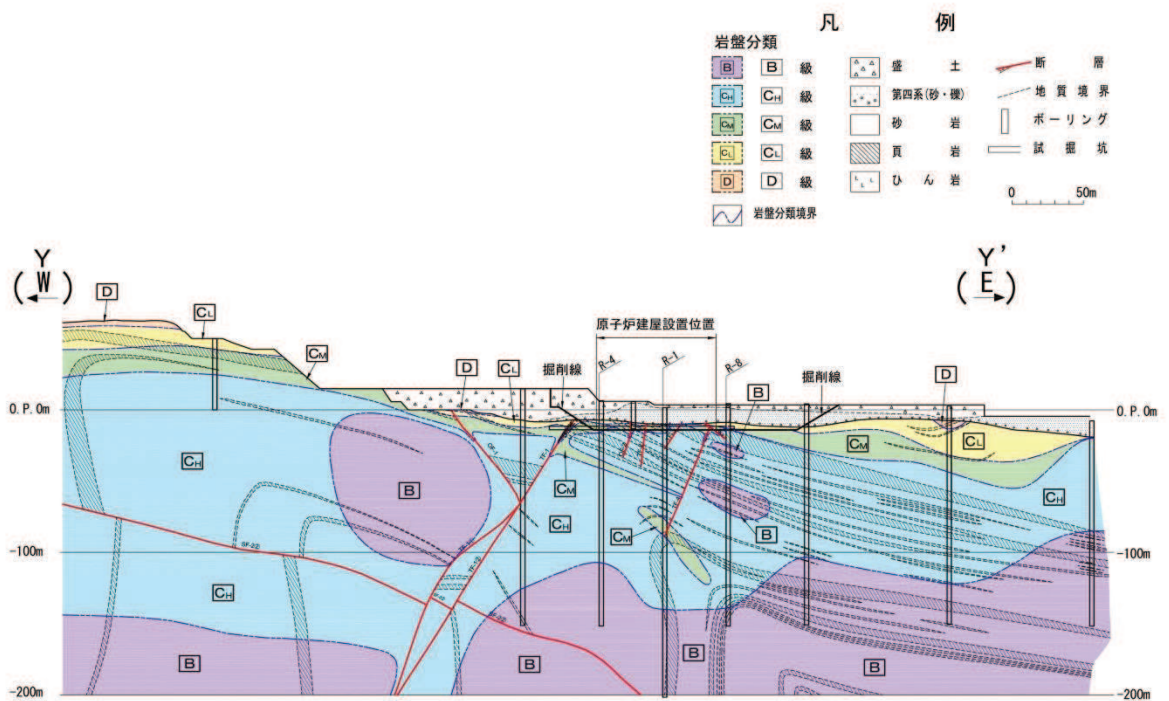 凡 例
岩盤分類
B B 級
CH CH 級
CM CM 級
CL CL 級
D D 級
岩盤分類境界
盛 土
第四系(砂・礫)
砂 岩
頁 岩
ひ ん 岩
断 層
地 質 境 界
ボ ー リ ン グ
試 掘 坑
0 50m
Y
(W)
Y'
(E)
D
CL
CM
D
CL
掘削線
原子炉建屋設置位置
R-4
R-1
R-8
B
掘削線
D
O.P.0m
O.P.0m
CM
CL
CH
CH
B
CM
CH
CM
B
-100m
-100m
CH
B
B
B
B
-200m
-200m